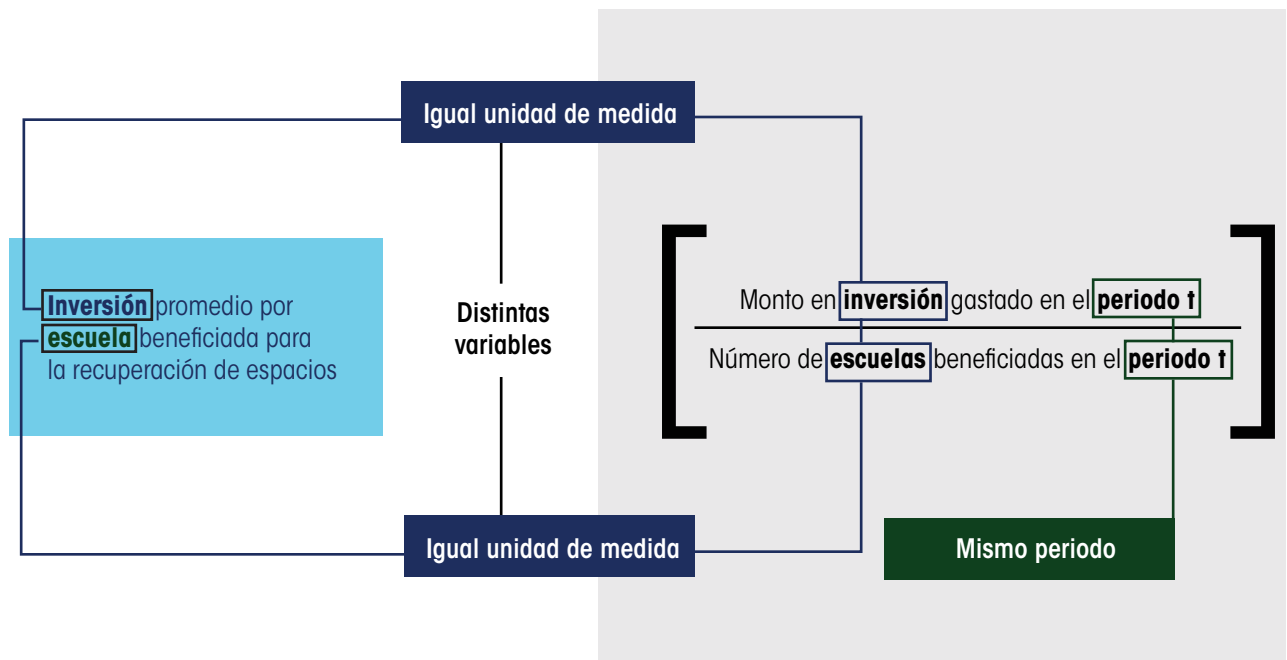 Igual unidad de medida
Inversión promedio por
escuela beneficiada para
la recuperación de espacios
Distintas
variables
Monto en inversión gastado en el periodo t
Número de escuelas beneficiadas en el periodo t
Igual unidad de medida
Mismo periodo